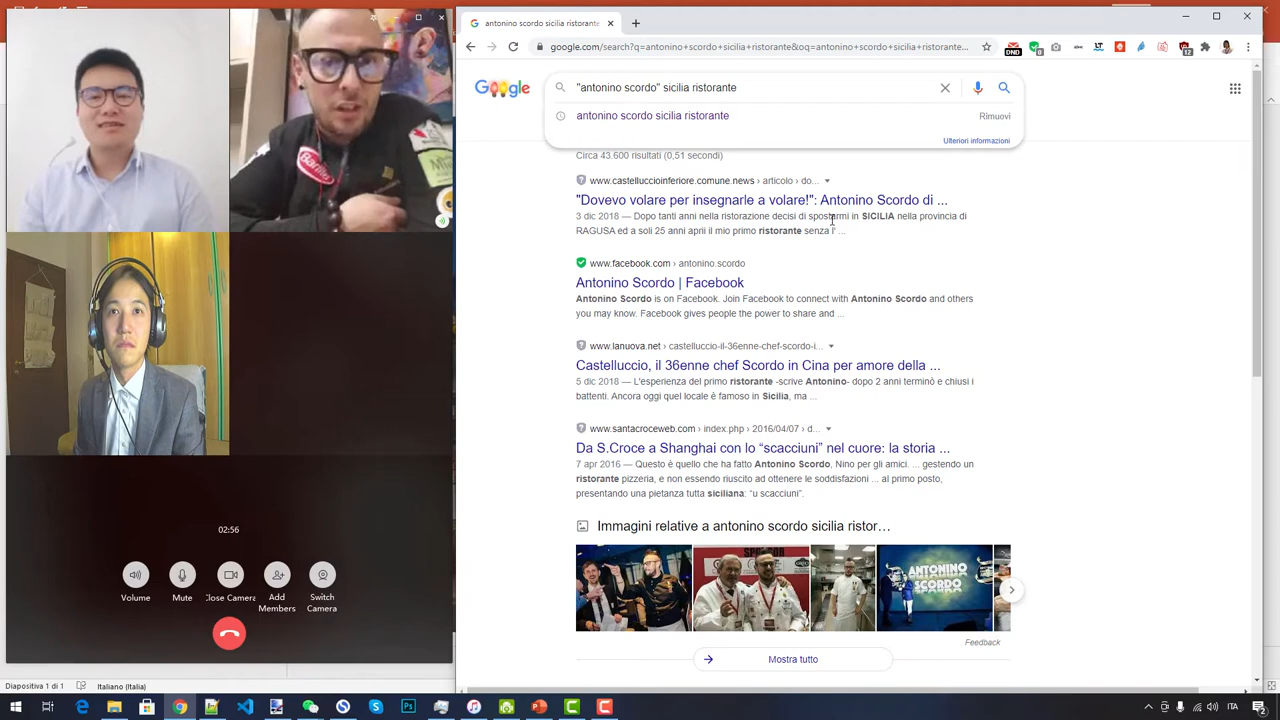 antonino scordo sicilia ristorante
google.com/search?q=antonino+scordo+sicilia+ristorante&oq=antonino+scordo+sicilia+ristorante...
DND
12
Google
"antonino scordo" sicilia ristorante
antonino scordo sicilia ristorante
Rimuovi
Ulteriori informazioni
Circa 43.600 risultati (0,51 secondi)
www.castelluccioinferiore.comune.news › articolo › do...
"Dovevo volare per insegnarle a volare!": Antonino Scordo di ...
3 dic 2018 — Dopo tanti anni nella ristorazione decisi di spostarmi in SICILIA nella provincia di
RAGUSA ed a soli 25 anni aprii il mio primo ristorante senza l' ...
www.facebook.com › antonino.scordo
Antonino Scordo | Facebook
Antonino Scordo is on Facebook. Join Facebook to connect with Antonino Scordo and others
you may know. Facebook gives people the power to share and ...
www.lanuova.net › castelluccio-il-36enne-chef-scordo-i...
Castelluccio, il 36enne chef Scordo in Cina per amore della ...
5 dic 2018 — L'esperienza del primo ristorante -scrive Antonino- dopo 2 anni terminò e chiusi i
battenti. Ancora oggi quel locale è famoso in Sicilia, ma ...
www.santacroceweb.com › index.php › 2016/04/07 › d...
Da S.Croce a Shanghai con lo “scacciuni” nel cuore: la storia ...
7 apr 2016 — Questo è quello che ha fatto Antonino Scordo, Nino per gli amici. ... gestendo un
ristorante pizzeria, e non essendo riuscito ad ottenere le soddisfazioni ... al primo posto,
presentando una pietanza tutta siciliana: “u scacciuni”.
Immagini relative a antonino scordo sicilia ristor...
ANTONINO
SCORDO
Feedback
Mostra tutto
02:56
Volume
Mute
Close Camera
Add
Members
Switch
Camera
Diapositiva 1 di 1
Italiano (Italia)
ITA